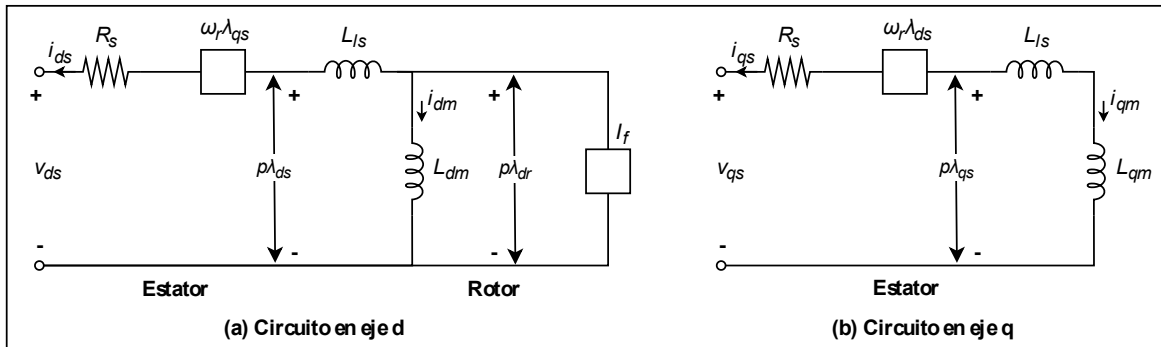 i_ds R_s ω_rλ_qs L_ls
+ + i_dm + I_f
v_ds pλ_ds L_dm pλ_dr
- - -
Estator Rotor
(a) Circuito en eje d
i_qs R_s ω_rλ_ds L_ls
+ + i_qm
v_qs pλ_qs L_qm
- -
Estator
(b) Circuito en eje q